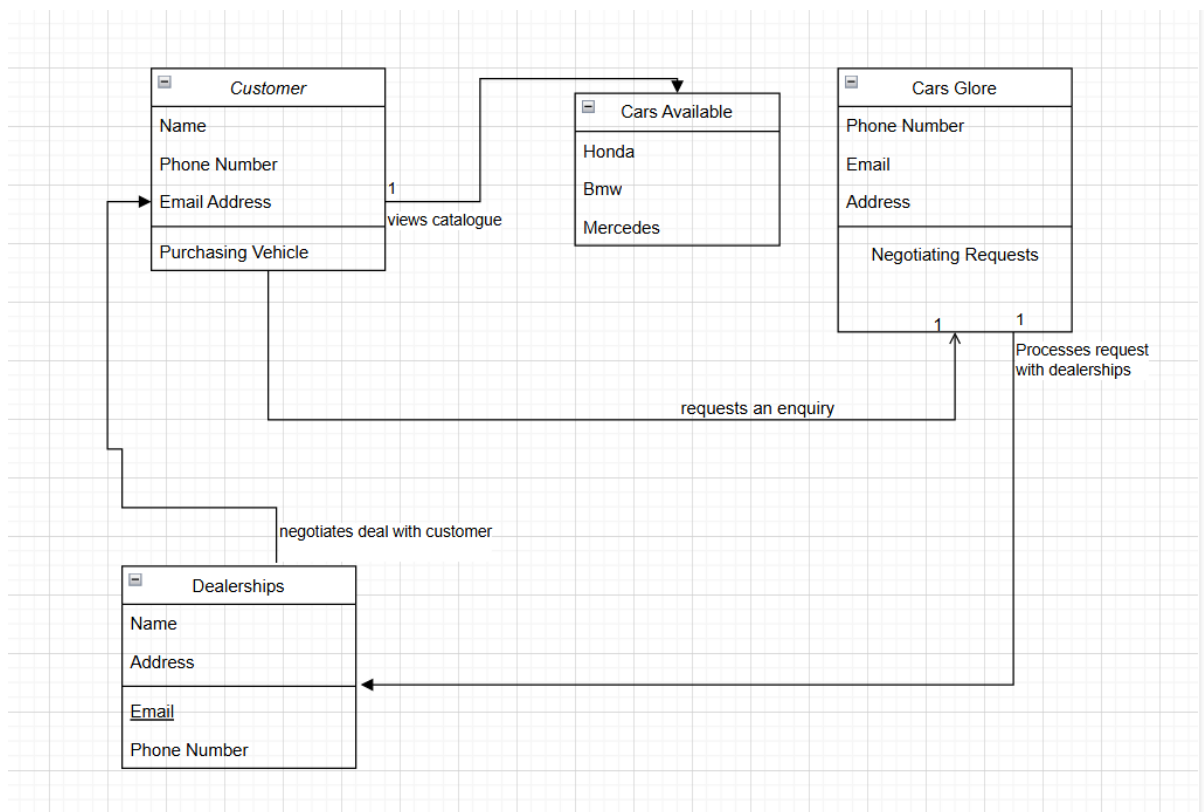 Customer
Name
Phone Number
Email Address
Purchasing Vehicle
1
views catalogue
Cars Available
Honda
Bmw
Mercedes
Cars Glore
Phone Number
Email
Address
Negotiating Requests
1
1
Processes request
with dealerships
requests an enquiry
negotiates deal with customer
Dealerships
Name
Address
Email
Phone Number